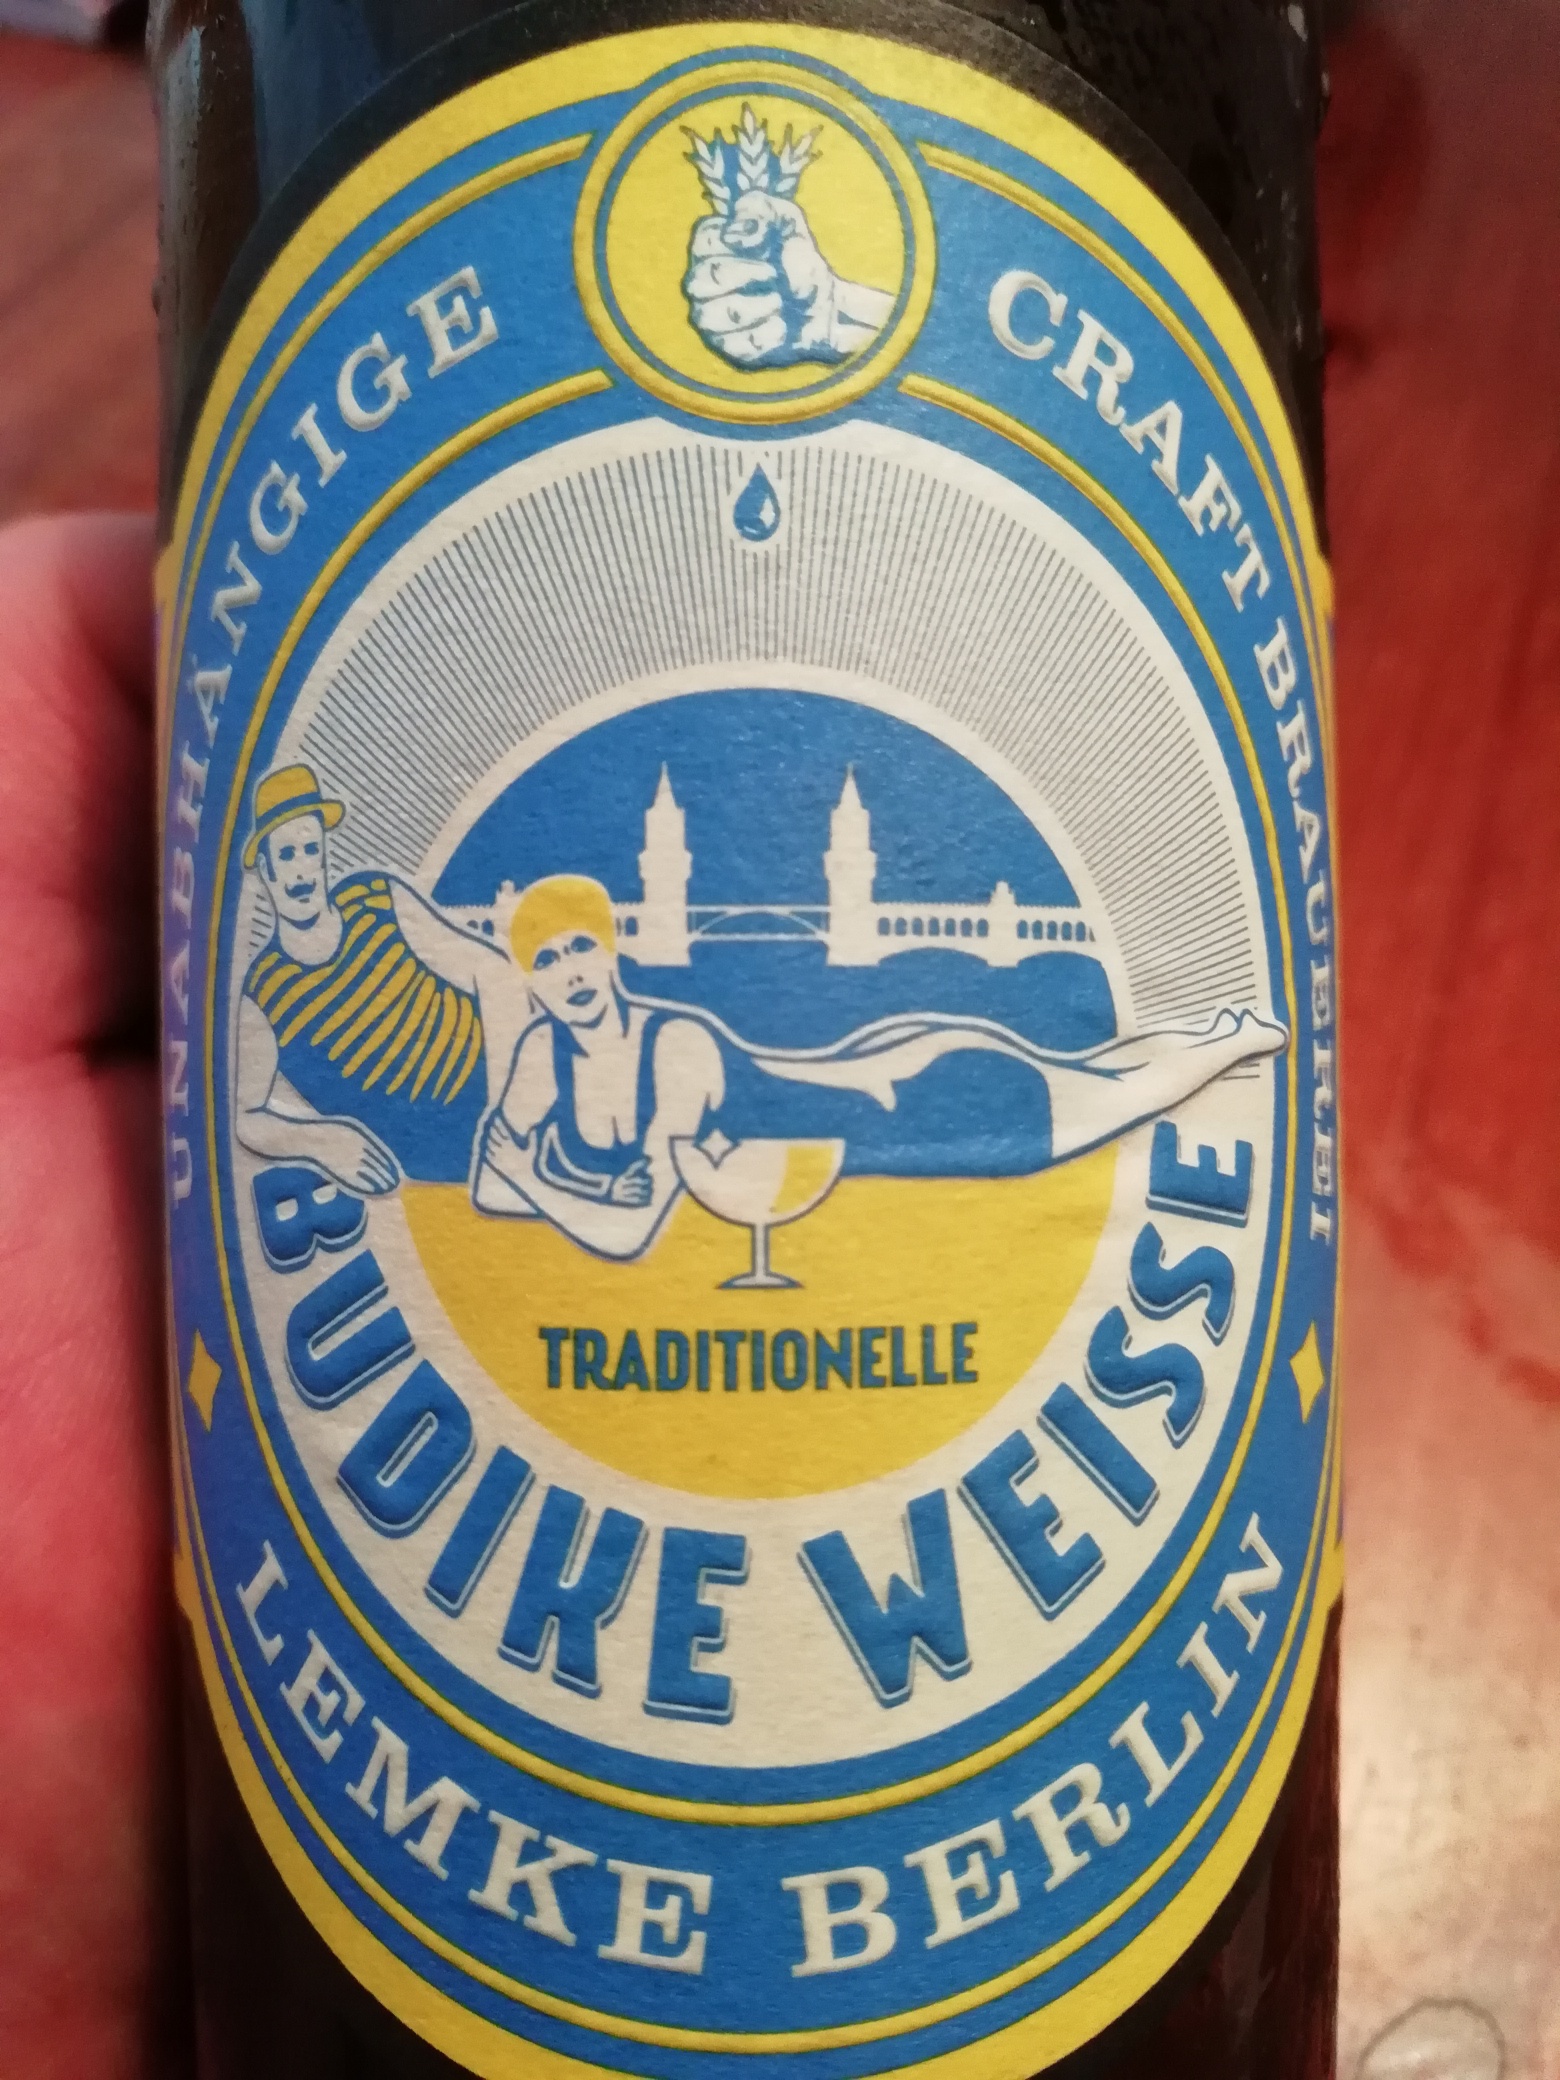 UNABHÄNGIGE CRAFT BRAUEREI
TRADITIONELLE
BUDIKE WEISSE
LEMKE BERLIN